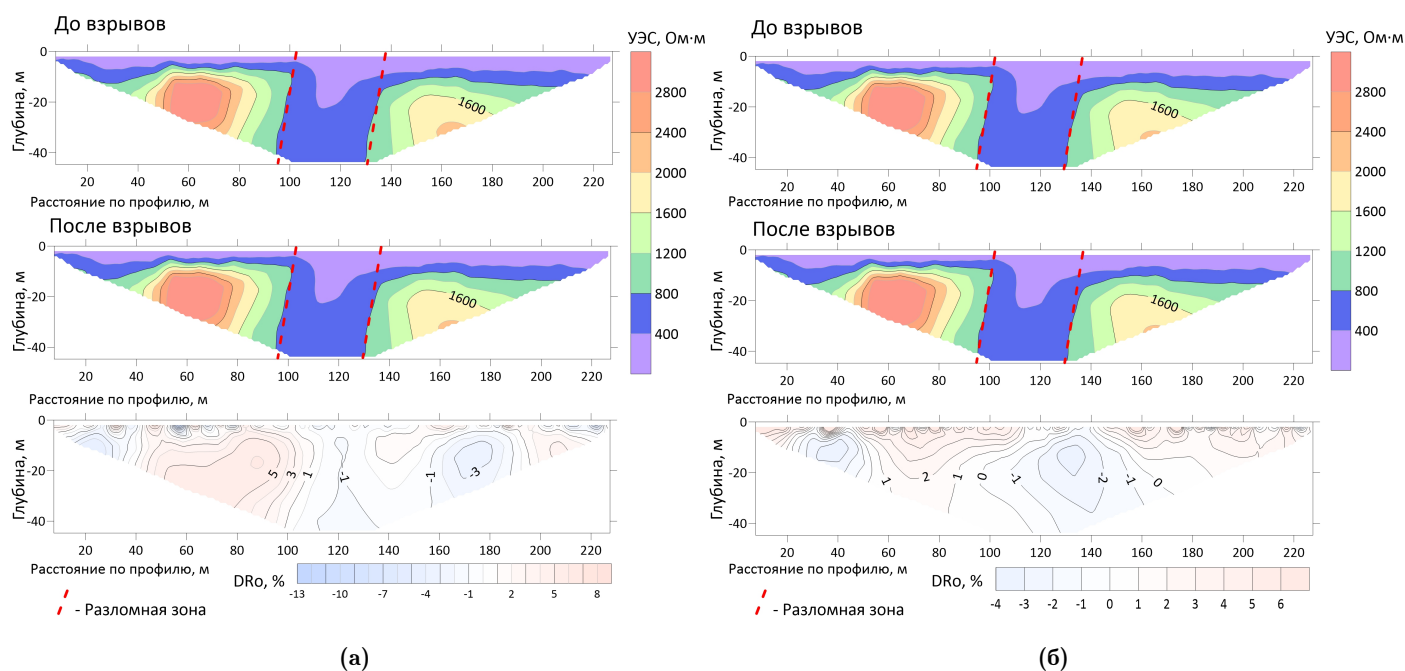 До взрывов
УЭС, Ом·м
0
-20
-40
Глубина, м
1600
20 40 60 80 100 120 140 160 180 200 220
Расстояние по профилю, м
2800
2400
2000
1600
1200
800
400
После взрывов
0
-20
-40
Глубина, м
1600
20 40 60 80 100 120 140 160 180 200 220
Расстояние по профилю, м
0
-20
-40
Глубина, м
5 3 1 -1 -1 -3
20 40 60 80 100 120 140 160 180 200 220
Расстояние по профилю, м
DRo, %
-13 -10 -7 -4 -1 2 5 8
- Разломная зона
(а)
До взрывов
УЭС, Ом·м
0
-20
-40
Глубина, м
1600
20 40 60 80 100 120 140 160 180 200 220
Расстояние по профилю, м
2800
2400
2000
1600
1200
800
400
После взрывов
0
-20
-40
Глубина, м
1600
20 40 60 80 100 120 140 160 180 200 220
Расстояние по профилю, м
0
-20
-40
Глубина, м
1 2 1 0 -1 -2 -1 0
20 40 60 80 100 120 140 160 180 200 220
Расстояние по профилю, м
DRo, %
-4 -3 -2 -1 0 1 2 3 4 5 6
- Разломная зона
(б)